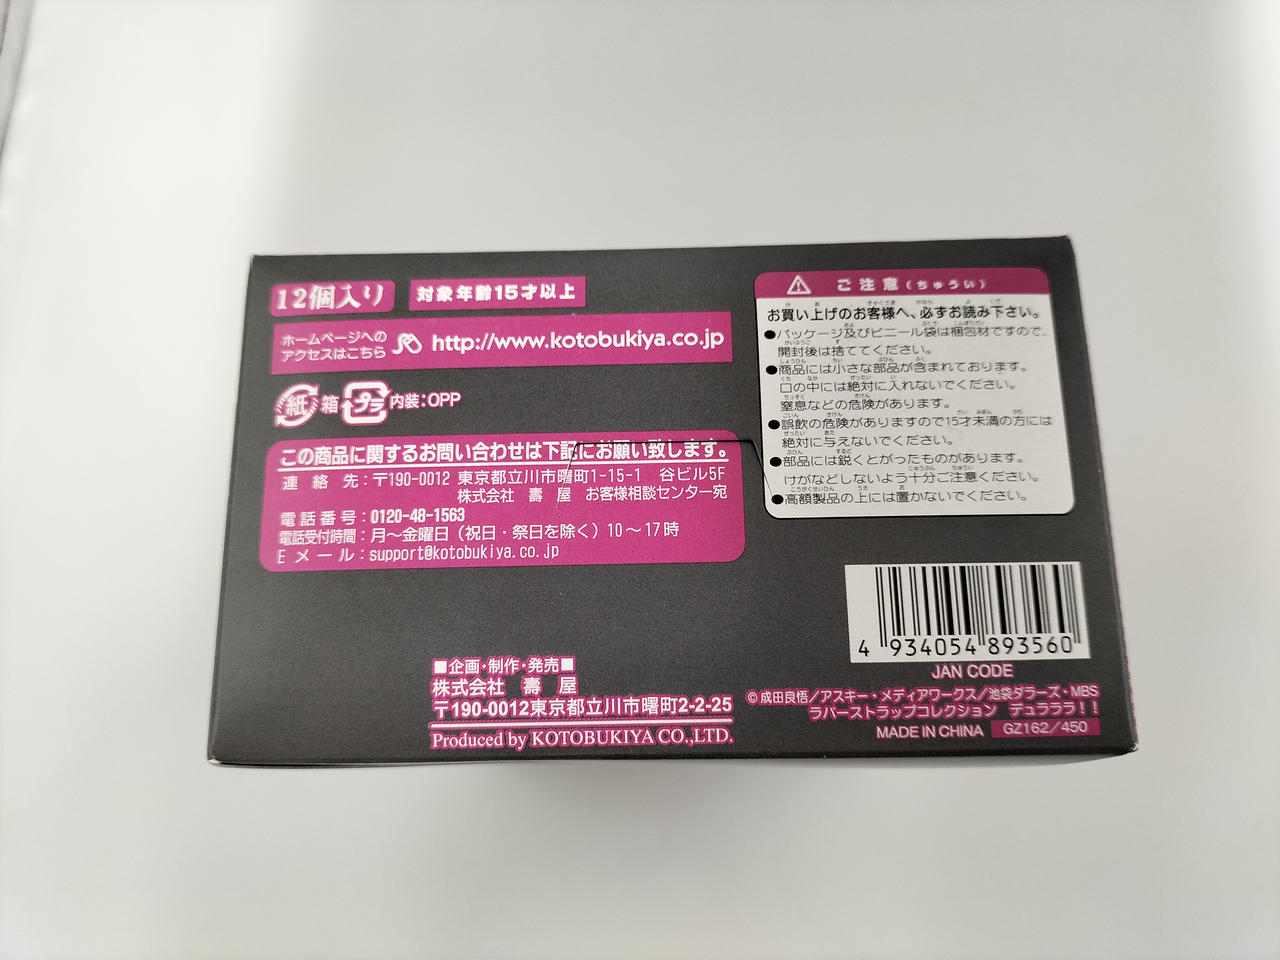 12個入り
対象年齢15才以上
ホームページへの
アクセスはこちら
http://www.kotobukiya.co.jp
紙 箱 プラ 内装:OPP
この商品に関するお問い合わせは下記にお願い致します。
連絡先:〒190-0012 東京都立川市曙町1-15-1 谷ビル5F
株式会社 壽屋 お客様相談センター宛
電話番号:0120-48-1563
電話受付時間:月〜金曜日(祝日・祭日を除く)10〜17時
Eメール:support@kotobukiya.co.jp
■企画・制作・発売■
株式会社 壽屋
〒190-0012東京都立川市曙町2-2-25
Produced by KOTOBUKIYA CO.,LTD.
ご注意(ちゅうい)
お買い上げのお客様へ、必ずお読み下さい。
●パッケージ及びビニール袋は梱包材ですので、
開封後は捨ててください。
●商品には小さな部品が含まれております。
口の中には絶対に入れないでください。
窒息などの危険があります。
●誤飲の危険がありますので15才未満の方には
絶対に与えないでください。
●部品には鋭くとがったものがあります。
けがなどしないよう十分ご注意ください。
●高額製品の上には置かないでください。
4 934054 893560
JAN CODE
©成田良悟/アスキー・メディアワークス/池袋ダラーズ・MBS
ラバーストラップコレクション デュラララ!!
MADE IN CHINA GZ162/450